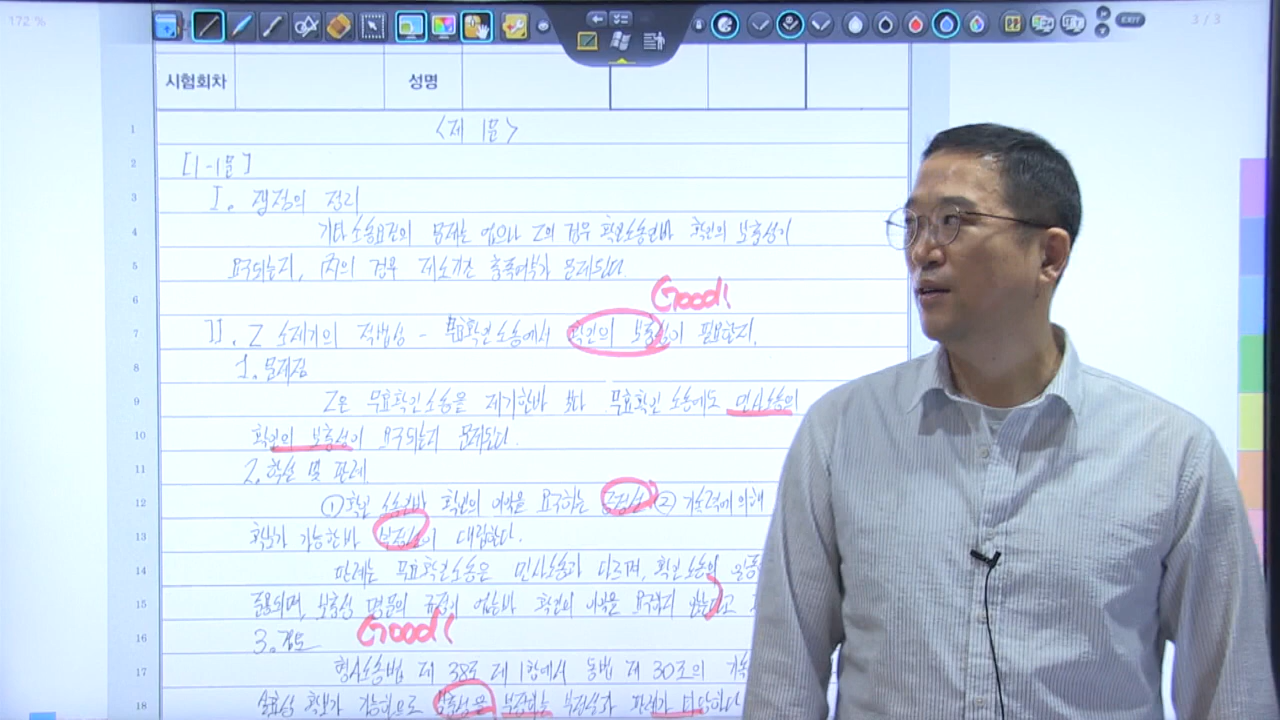 172 %
EXIT
3 / 3
시험회차 성명
1 <제 1문>
2 [1-1문]
3 I. 쟁점의 정리
4 기타 소송요건의 문제는 없으나 Z의 경우 확인소송인바 확인의 보충성이
5 요구되는지, 丙의 경우 제소기간 충족여부가 문제된다.
6 Good!
7 II. Z 소제기의 적법성 - 무효확인소송에서 확인의 보충성이 필요한지.
8 1. 문제점
9 Z은 무효확인소송을 제기한바 무효확인 소송에도 민사소송의
10 확인의 보충성이 요구되는지 문제된다.
11 2. 학설 및 판례
12 ① 확인 소송인바 확인의 이익을 요구하는 긍정설 ② 기속력에 의해
13 가능한바 부정설이 대립한다.
14 판례는 무효확인소송은 민사소송과 다르며, 확인소송의
15 준용되며, 보충성 명문의 규정이 없는바 확인의 이익을 요구하지 않는다고
16 3. 검토 Good!
17 행사소송법 제 38조 제 1항에서 동법 제 30조의
18 실효성 확보가 가능하므로 보충성을 부정하는 부정설과 판례가 타당하다